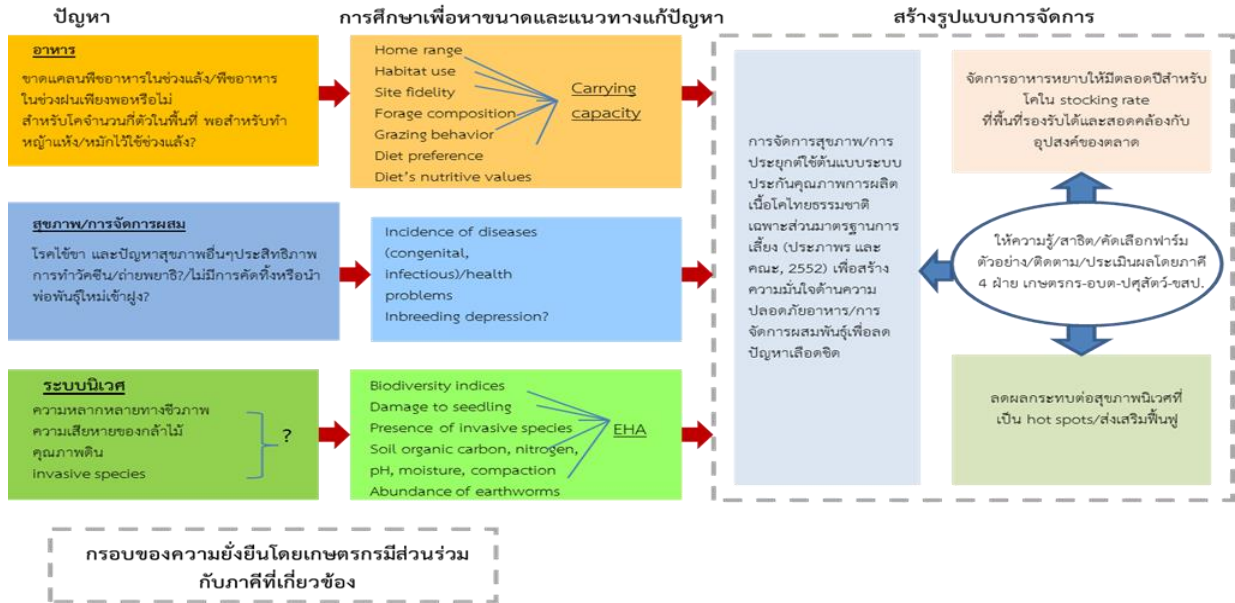 ปัญหา
การศึกษาเพื่อหาขนาดและแนวทางแก้ปัญหา
สร้างรูปแบบการจัดการ
อาหาร
ขาดแคลนพืชอาหารในช่วงแล้ง/พืชอาหาร
ในช่วงฝนเพียงพอหรือไม่
สำหรับโคจำนวนกี่ตัวในพื้นที่ พอสำหรับทำ
หญ้าแห้ง/หมักไว้ใช้ช่วงแล้ง?
Home range
Habitat use
Site fidelity
Forage composition
Grazing behavior
Diet preference
Diet's nutritive values
Carrying
capacity
สุขภาพ/การจัดการผสม
โรคไข้ขา และปัญหาสุขภาพอื่นๆประสิทธิภาพ
การทำวัคซีน/ถ่ายพยาธิ?/ไม่มีการคัดทิ้งหรือนำ
พ่อพันธุ์ใหม่เข้าฝูง?
Incidence of diseases
(congenital,
infectious)/health
problems
Inbreeding depression?
ระบบนิเวศ
ความหลากหลายทางชีวภาพ
ความเสียหายของกล้าไม้
คุณภาพดิน
invasive species
?
Biodiversity indices
Damage to seedling
Presence of invasive species
Soil organic carbon, nitrogen,
pH, moisture, compaction
Abundance of earthworms
EHA
การจัดการสุขภาพ/การ
ประยุกต์ใช้ต้นแบบระบบ
ประกันคุณภาพการผลิต
เนื้อโคไทยธรรมชาติ
เฉพาะส่วนมาตรฐานการ
เลี้ยง (ประภาพร และ
คณะ, 2552) เพื่อสร้าง
ความมั่นใจด้านความ
ปลอดภัยอาหาร/การ
จัดการผสมพันธุ์เพื่อลด
ปัญหาเลือดชิด
จัดการอาหารหยาบให้มีตลอดปีสำหรับ
โคใน stocking rate
ที่พื้นที่รองรับได้และสอดคล้องกับ
อุปสงค์ของตลาด
ให้ความรู้/สาธิต/คัดเลือกฟาร์ม
ตัวอย่าง/ติดตาม/ประเมินผลโดยภาคี
4 ฝ่าย เกษตรกร-อบต-ปศุสัตว์-ขสป.
ลดผลกระทบต่อสุขภาพนิเวศที่
เป็น hot spots/ส่งเสริมฟื้นฟู
กรอบของความยั่งยืนโดยเกษตรกรมีส่วนร่วม
กับภาคีที่เกี่ยวข้อง